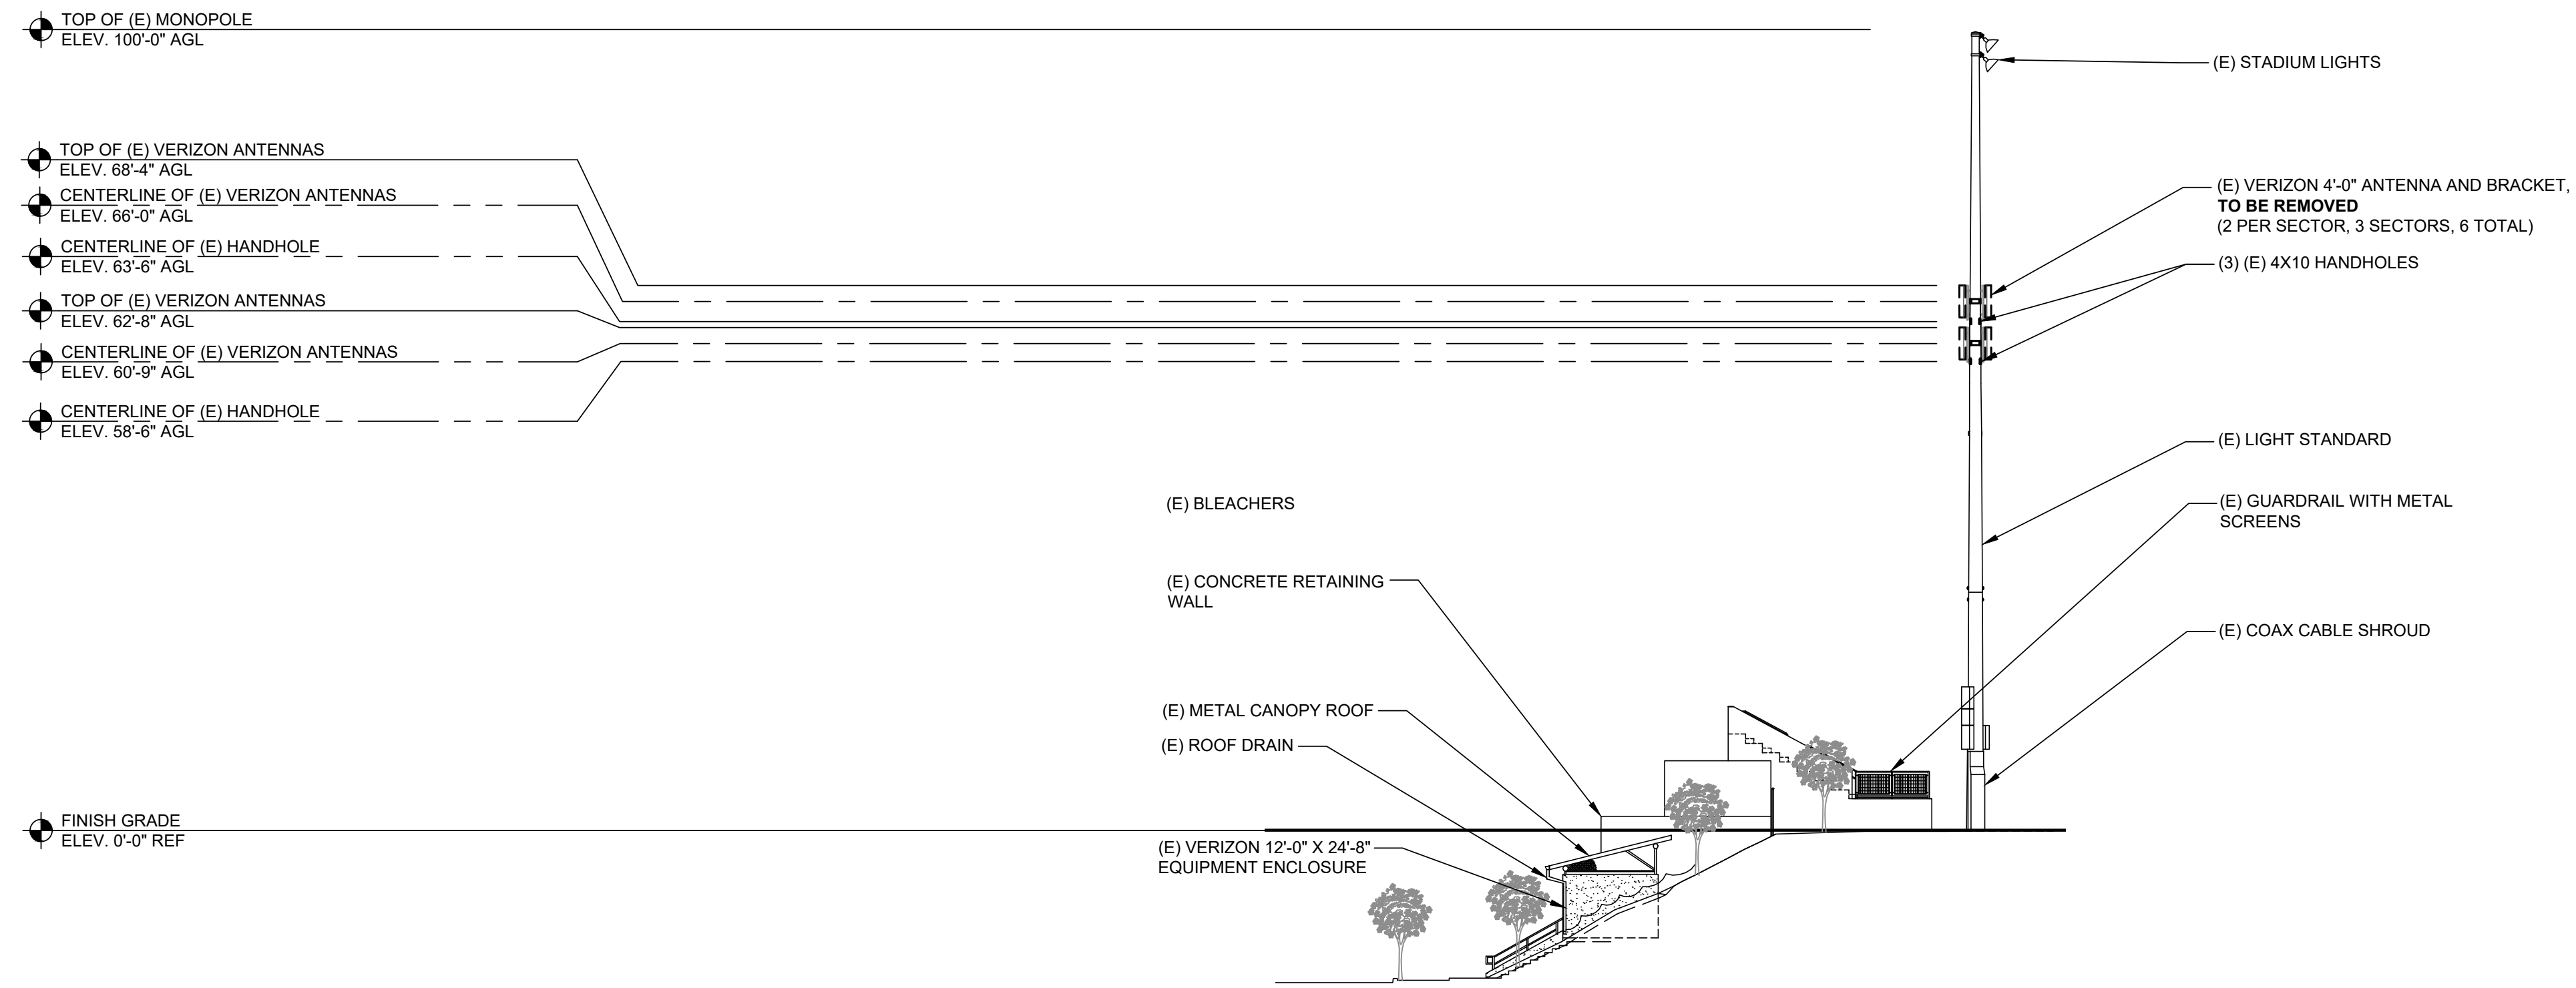 TOP OF (E) MONOPOLE
ELEV. 100'-0" AGL
(E) STADIUM LIGHTS
TOP OF (E) VERIZON ANTENNAS
ELEV. 68'-4" AGL
CENTERLINE OF (E) VERIZON ANTENNAS
ELEV. 66'-0" AGL
CENTERLINE OF (E) HANDHOLE
ELEV. 63'-6" AGL
TOP OF (E) VERIZON ANTENNAS
ELEV. 62'-8" AGL
CENTERLINE OF (E) VERIZON ANTENNAS
ELEV. 60'-9" AGL
CENTERLINE OF (E) HANDHOLE
ELEV. 58'-6" AGL
(E) VERIZON 4'-0" ANTENNA AND BRACKET,
TO BE REMOVED
(2 PER SECTOR, 3 SECTORS, 6 TOTAL)
(3) (E) 4X10 HANDHOLES
(E) LIGHT STANDARD
(E) GUARDRAIL WITH METAL
SCREENS
(E) COAX CABLE SHROUD
(E) BLEACHERS
(E) CONCRETE RETAINING
WALL
(E) METAL CANOPY ROOF
(E) ROOF DRAIN
FINISH GRADE
ELEV. 0'-0" REF
(E) VERIZON 12'-0" X 24'-8"
EQUIPMENT ENCLOSURE